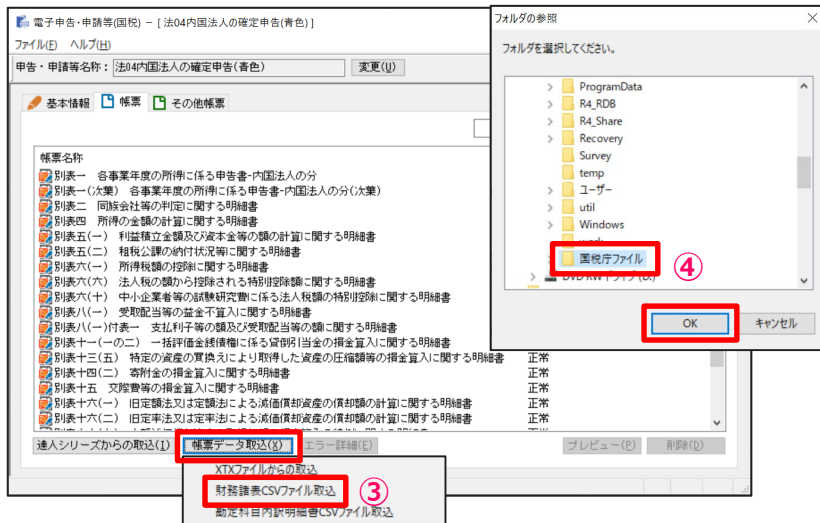 電子申告・申請等(国税) － [ 法04内国法人の確定申告(青色) ]
ファイル(F) ヘルプ(H)
申告・申請等名称： 法04内国法人の確定申告(青色) 変更(U)
基本情報 帳票 その他帳票
帳票名称
別表一 各事業年度の所得に係る申告書-内国法人の分
別表一(次葉) 各事業年度の所得に係る申告書-内国法人の分(次葉)
別表二 同族会社等の判定に関する明細書
別表四 所得の金額の計算に関する明細書
別表五(一) 利益積立金額及び資本金等の額の計算に関する明細書
別表五(二) 租税公課の納付状況等に関する明細書
別表六(一) 所得税額の控除に関する明細書
別表六(六) 法人税の額から控除される特別控除額に関する明細書
別表六(十) 中小企業者等の試験研究費に係る法人税額の特別控除に関する明細書
別表八(一) 受取配当等の益金不算入に関する明細書
別表八(一)付表一 支払利子等の額及び受取配当等の額に関する明細書
別表十一(一の二) 一括評価金銭債権に係る貸倒引当金の損金算入に関する明細書
別表十三(五) 特定の資産の買換えにより取得した資産の圧縮額等の損金算入に関する明細書 正常
別表十四(二) 寄附金の損金算入に関する明細書 正常
別表十五 交際費等の損金算入に関する明細書 正常
別表十六(一) 旧定額法又は定額法による減価償却資産の償却額の計算に関する明細書 正常
別表十六(二) 旧定率法又は定率法による減価償却資産の償却額の計算に関する明細書 正常
達人シリーズからの取込(I) 帳票データ取込(X) エラー詳細(E) プレビュー(P) 削除(D)
XTXファイルからの取込
財務諸表CSVファイル取込 ③
勘定科目内訳明細書CSVファイル取込
フォルダの参照
フォルダを選択してください。
ProgramData
R4_RDB
R4_Share
Recovery
Survey
temp
ユーザー
util
Windows
work
国税庁ファイル ④
DVD RW ドライブ (D:)
OK キャンセル